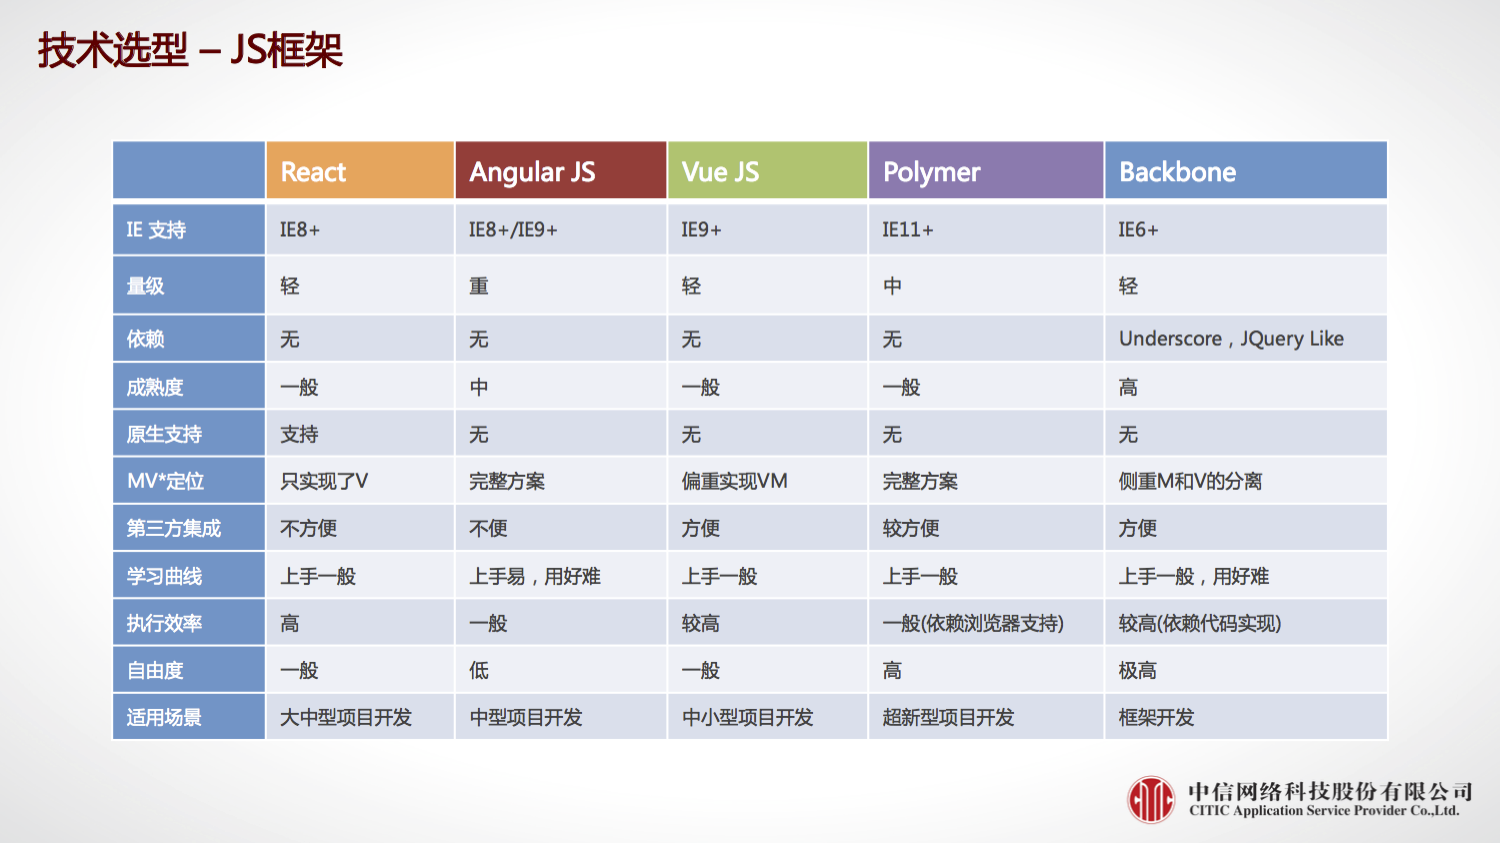 技术选型 – JS框架
React Angular JS Vue JS Polymer Backbone
IE 支持 IE8+ IE8+/IE9+ IE9+ IE11+ IE6+
量级 轻 重 轻 中 轻
依赖 无 无 无 无 Underscore，JQuery Like
成熟度 一般 中 一般 一般 高
原生支持 支持 无 无 无 无
MV*定位 只实现了V 完整方案 偏重实现VM 完整方案 侧重M和V的分离
第三方集成 不方便 不便 方便 较方便 方便
学习曲线 上手一般 上手易，用好难 上手一般 上手一般 上手一般，用好难
执行效率 高 一般 较高 一般(依赖浏览器支持) 较高(依赖代码实现)
自由度 一般 低 一般 高 极高
适用场景 大中型项目开发 中型项目开发 中小型项目开发 超新型项目开发 框架开发
中信网络科技股份有限公司
CITIC Application Service Provider Co.,Ltd.